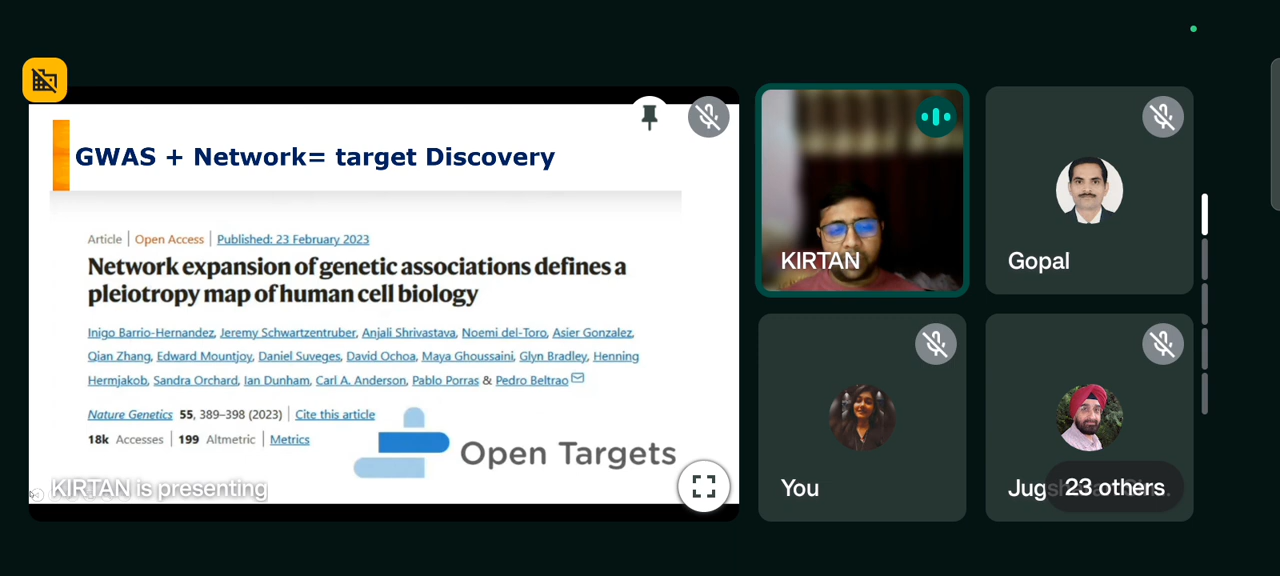 GWAS + Network= target Discovery
Article | Open Access | Published: 23 February 2023
Network expansion of genetic associations defines a
pleiotropy map of human cell biology
Inigo Barrio-Hernandez, Jeremy Schwartzentruber, Anjali Shrivastava, Noemi del-Toro, Asier Gonzalez,
Qian Zhang, Edward Mountjoy, Daniel Suveges, David Ochoa, Maya Ghoussaini, Glyn Bradley, Henning
Hermjakob, Sandra Orchard, Ian Dunham, Carl A. Anderson, Pablo Porras & Pedro Beltrao
Nature Genetics 55, 389–398 (2023) | Cite this article
18k Accesses | 199 Altmetric | Metrics
Open Targets
KIRTAN is presenting
KIRTAN
Gopal
You
Jug
23 others